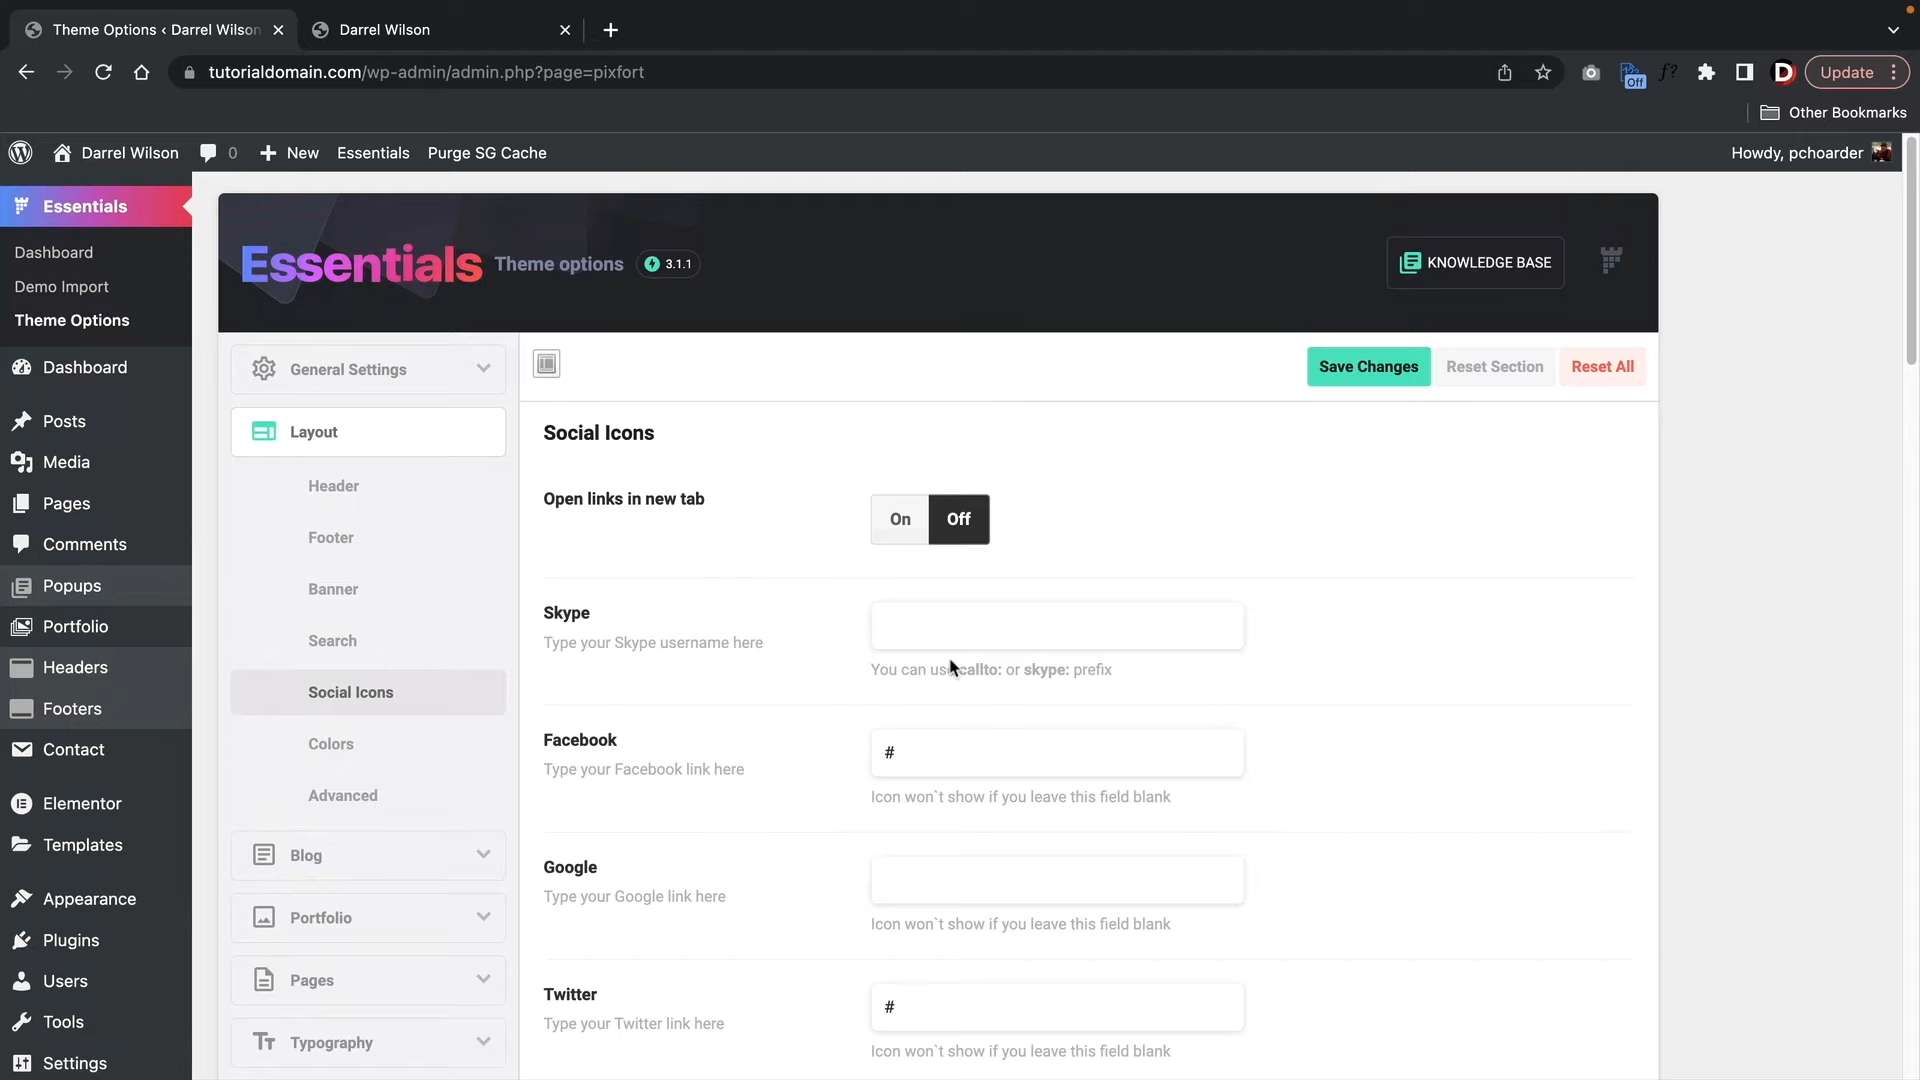 Theme Options ‹ Darrel Wilson
Darrel Wilson
tutorialdomain.com/wp-admin/admin.php?page=pixfort
Off
f?
D
Update
Other Bookmarks
Darrel Wilson
0
New
Essentials
Purge SG Cache
Howdy, pchoarder
Essentials
Dashboard
Demo Import
Theme Options
Dashboard
Posts
Media
Pages
Comments
Popups
Portfolio
Headers
Footers
Contact
Elementor
Templates
Appearance
Plugins
Users
Tools
Settings
Essentials Theme options 3.1.1
KNOWLEDGE BASE
General Settings
Layout
Header
Footer
Banner
Search
Social Icons
Colors
Advanced
Blog
Portfolio
Pages
Typography
Save Changes
Reset Section
Reset All
Social Icons
Open links in new tab
On
Off
Skype
Type your Skype username here
You can use callto: or skype: prefix
Facebook
Type your Facebook link here
#
Icon won`t show if you leave this field blank
Google
Type your Google link here
Icon won`t show if you leave this field blank
Twitter
Type your Twitter link here
#
Icon won`t show if you leave this field blank